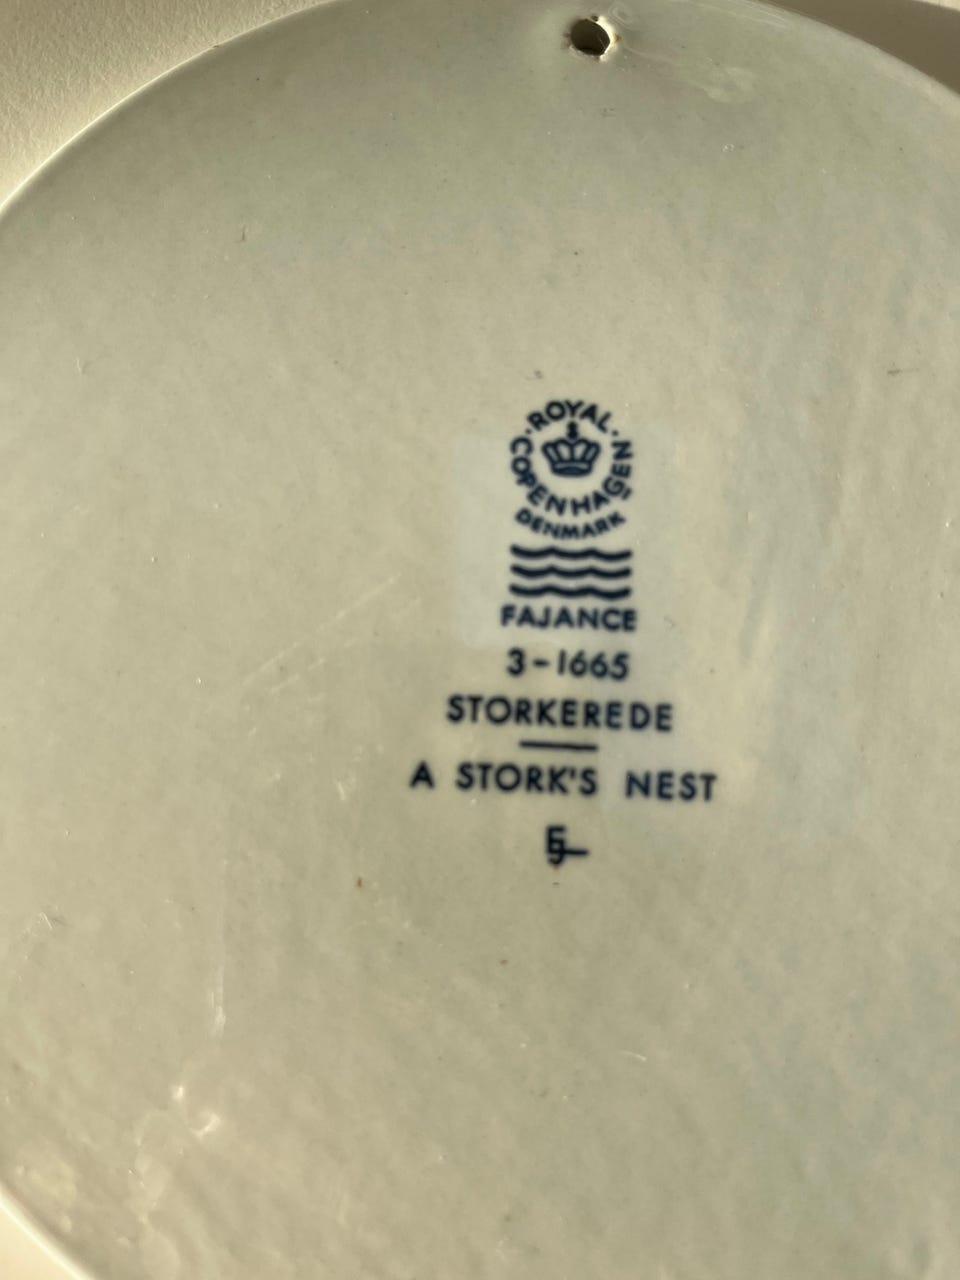 ROYAL
COPENHAGEN
DENMARK
FAJANCE
3-1665
STORKEREDE
A STORK'S NEST